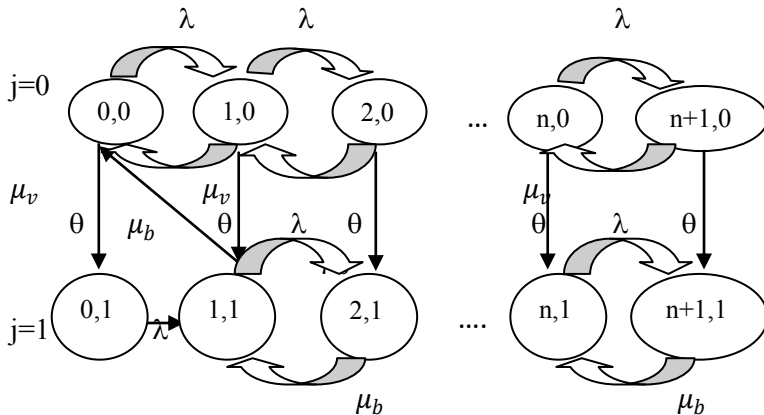 λ λ λ
j=0
0,0 1,0 2,0 ... n,0 n+1,0
μ_v μ_v μ_v
θ μ_b θ λ θ θ λ θ
j=1
0,1 λ 1,1 2,1 .... n,1 n+1,1
μ_b μ_b